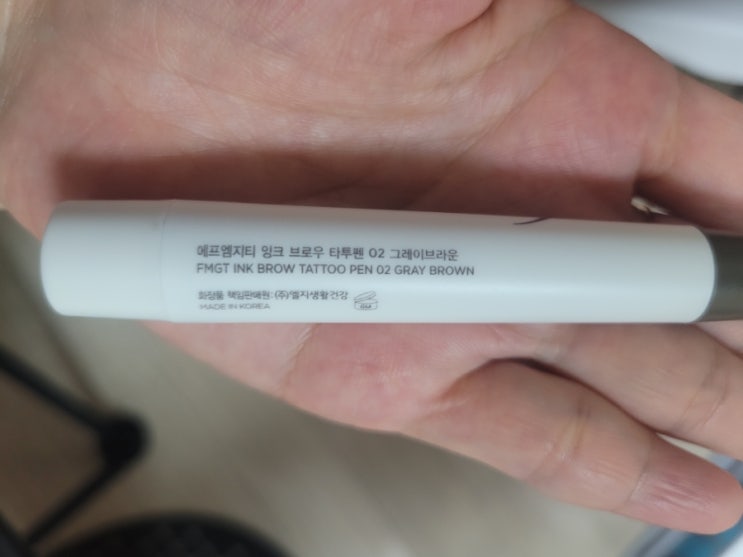 에프엠지티 잉크 브로우 타투펜 02 그레이브라운
FMGT INK BROW TATTOO PEN 02 GRAY BROWN
화장품 책임판매원: (주)엘지생활건강
MADE IN KOREA